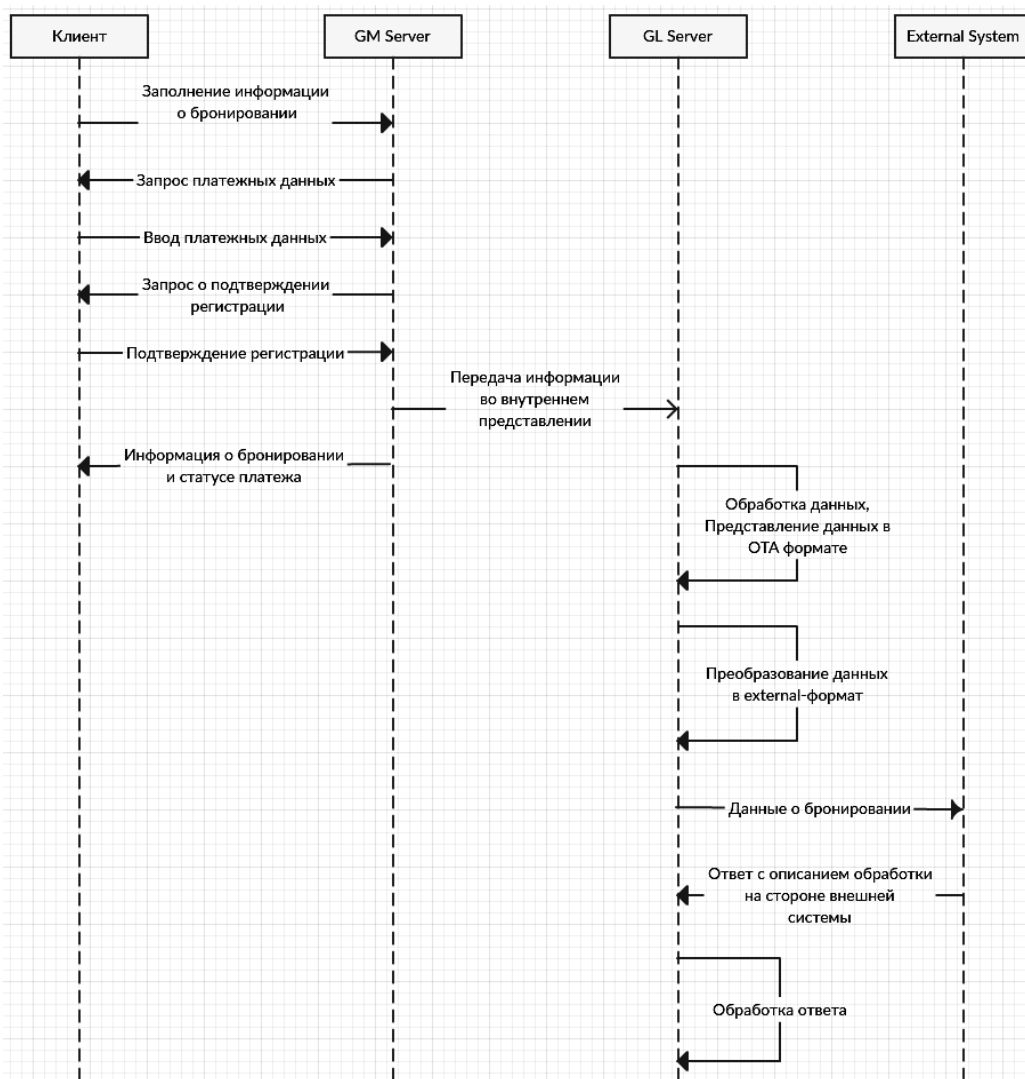 Клиент
GM Server
GL Server
External System
Заполнение информации
о бронировании
Запрос платежных данных
Ввод платежных данных
Запрос о подтверждении
регистрации
Подтверждение регистрации
Передача информации
во внутреннем
представлении
Информация о бронировании
и статусе платежа
Обработка данных,
Представление данных в
ОТА формате
Преобразование данных
в external-формат
Данные о бронировании
Ответ с описанием обработки
на стороне внешней
системы
Обработка ответа